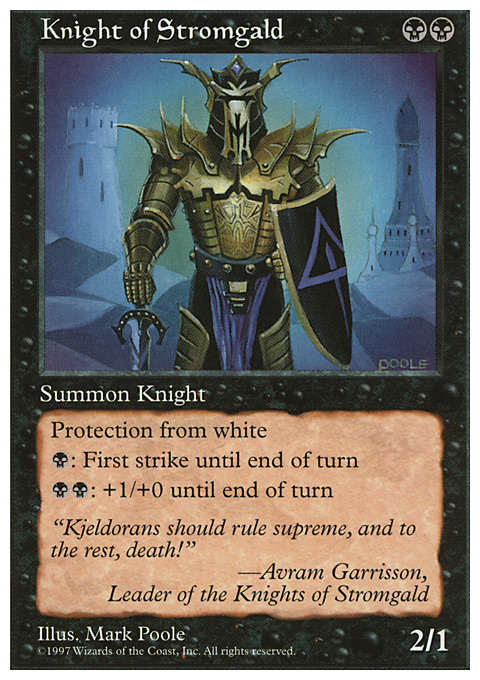 Knight of Stromgald
POOLE
Summon Knight
Protection from white
: First strike until end of turn
: +1/+0 until end of turn
“Kjeldorans should rule supreme, and to
the rest, death!”
—Avram Garrisson,
Leader of the Knights of Stromgald
Illus. Mark Poole
©1997 Wizards of the Coast, Inc. All rights reserved.
2/1